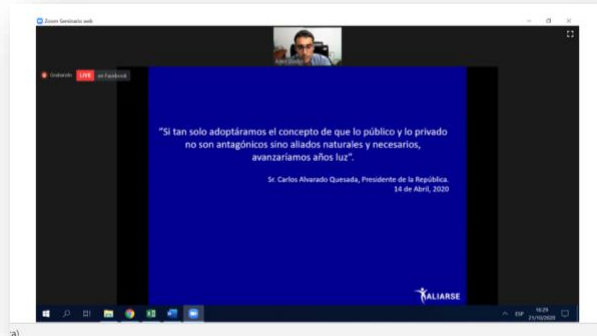 Zoom Seminario web
Grabando LIVE en Facebook
"Si tan solo adoptáramos el concepto de que lo público y lo privado
no son antagónicos sino aliados naturales y necesarios,
avanzaríamos años luz".
Sr. Carlos Alvarado Quesada, Presidente de la República.
14 de Abril, 2020
ALIARSE
ESP
16:29
21/10/2020